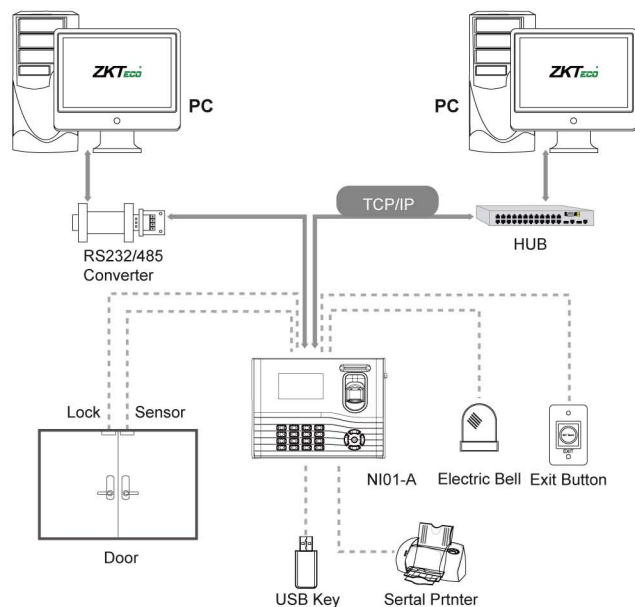 ZKTeco
PC
ZKTeco
PC
TCP/IP
RS232/485
Converter
HUB
Lock
Sensor
NI01-A
Electric Bell
Exit Button
EXIT
Door
USB Key
Sertal Prtnter